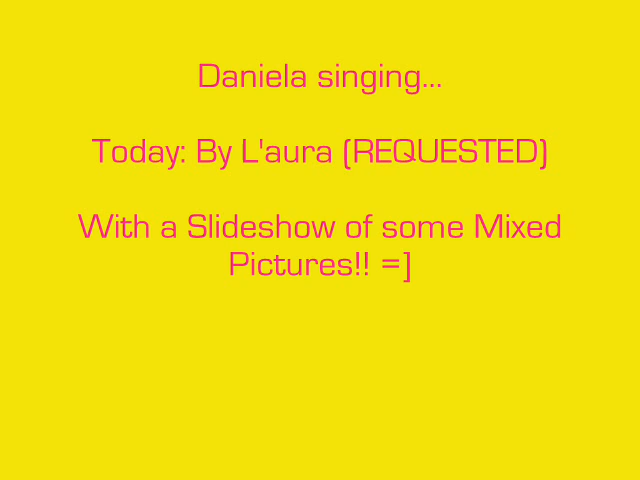 Daniela singing...
Today: By L'aura (REQUESTED)
With a Slideshow of some Mixed
Pictures!! =]